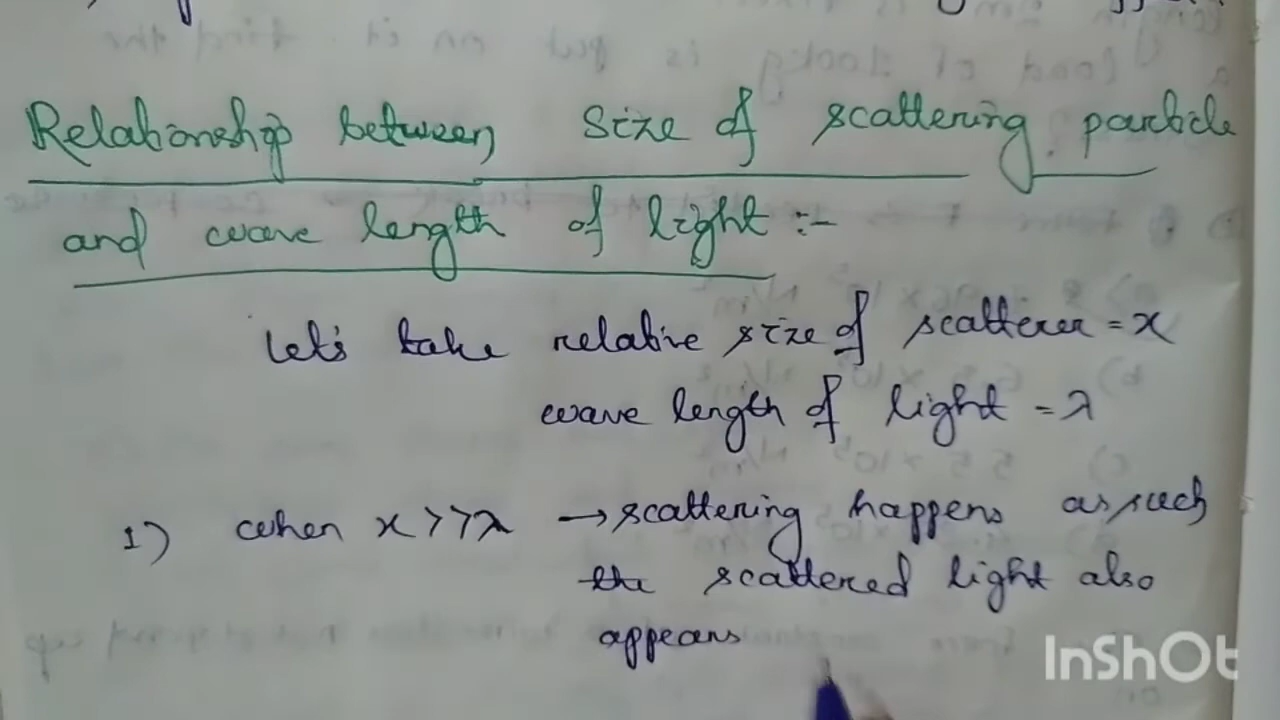 Relationship between size of scattering particle
and wave length of light :-
Let's take relative size of scatterer = x
wave length of light = λ
1) when x >> λ → scattering happens as such
the scattered light also
appears
InShOt